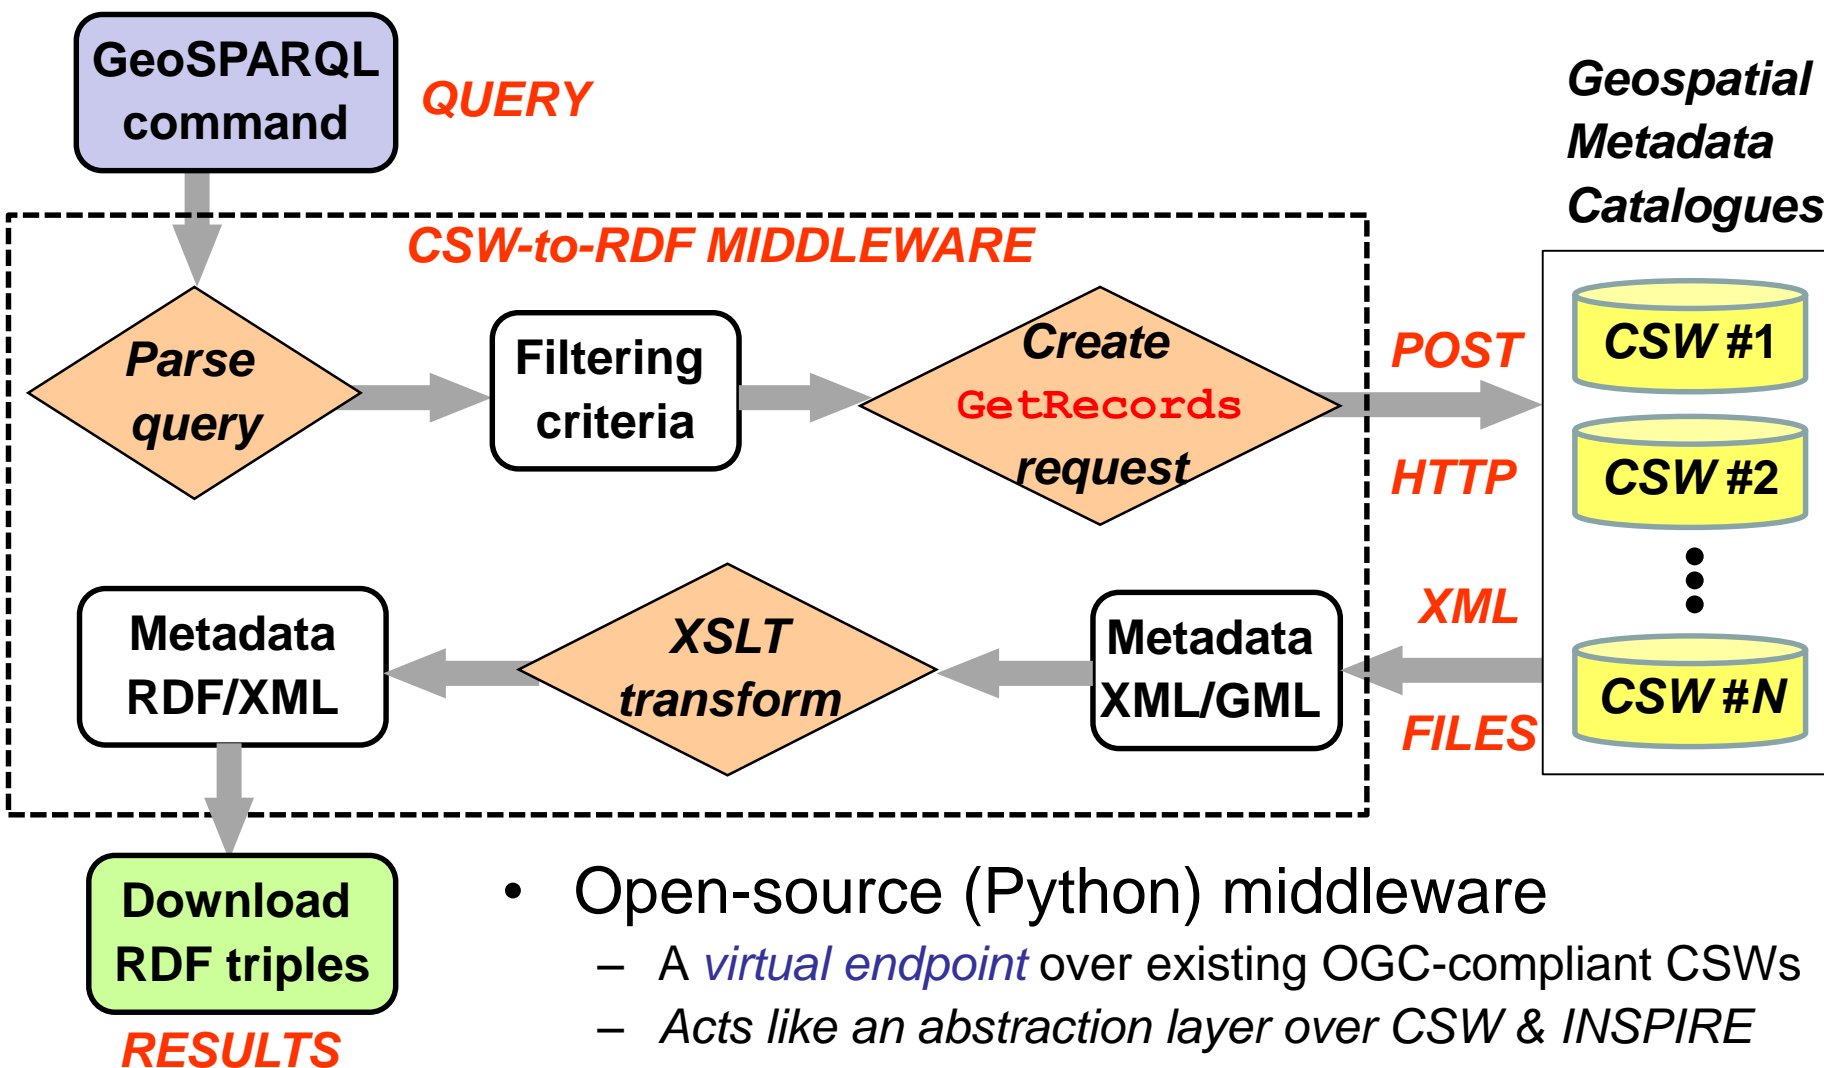 GeoSPARQL
command
QUERY
Geospatial
Metadata
Catalogues
CSW-to-RDF MIDDLEWARE
Parse
query
Filtering
criteria
Create
GetRecords
request
POST
HTTP
CSW #1
CSW #2
CSW #N
XML
FILES
Metadata
XML/GML
XSLT
transform
Metadata
RDF/XML
Download
RDF triples
RESULTS
• Open-source (Python) middleware
– A virtual endpoint over existing OGC-compliant CSWs
– Acts like an abstraction layer over CSW & INSPIRE